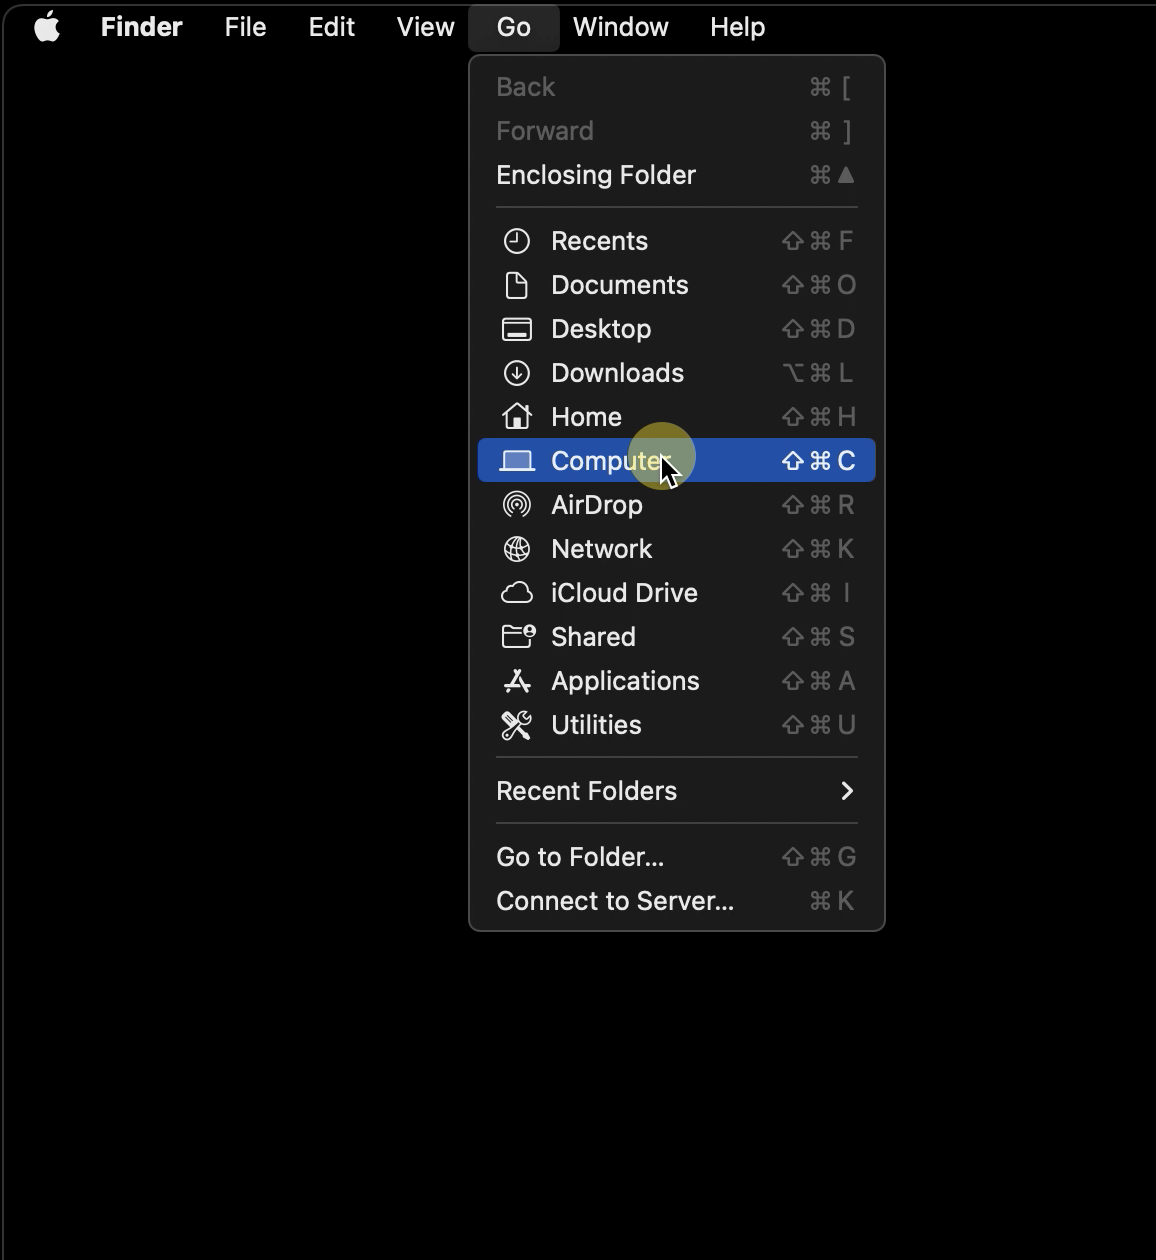 Finder File Edit View Go Window Help
Back ⌘ [
Forward ⌘ ]
Enclosing Folder ⌘ ▲
Recents ⇧ ⌘ F
Documents ⇧ ⌘ O
Desktop ⇧ ⌘ D
Downloads ⌥ ⌘ L
Home ⇧ ⌘ H
Computer ⇧ ⌘ C
AirDrop ⇧ ⌘ R
Network ⇧ ⌘ K
iCloud Drive ⇧ ⌘ I
Shared ⇧ ⌘ S
Applications ⇧ ⌘ A
Utilities ⇧ ⌘ U
Recent Folders
Go to Folder... ⇧ ⌘ G
Connect to Server... ⌘ K